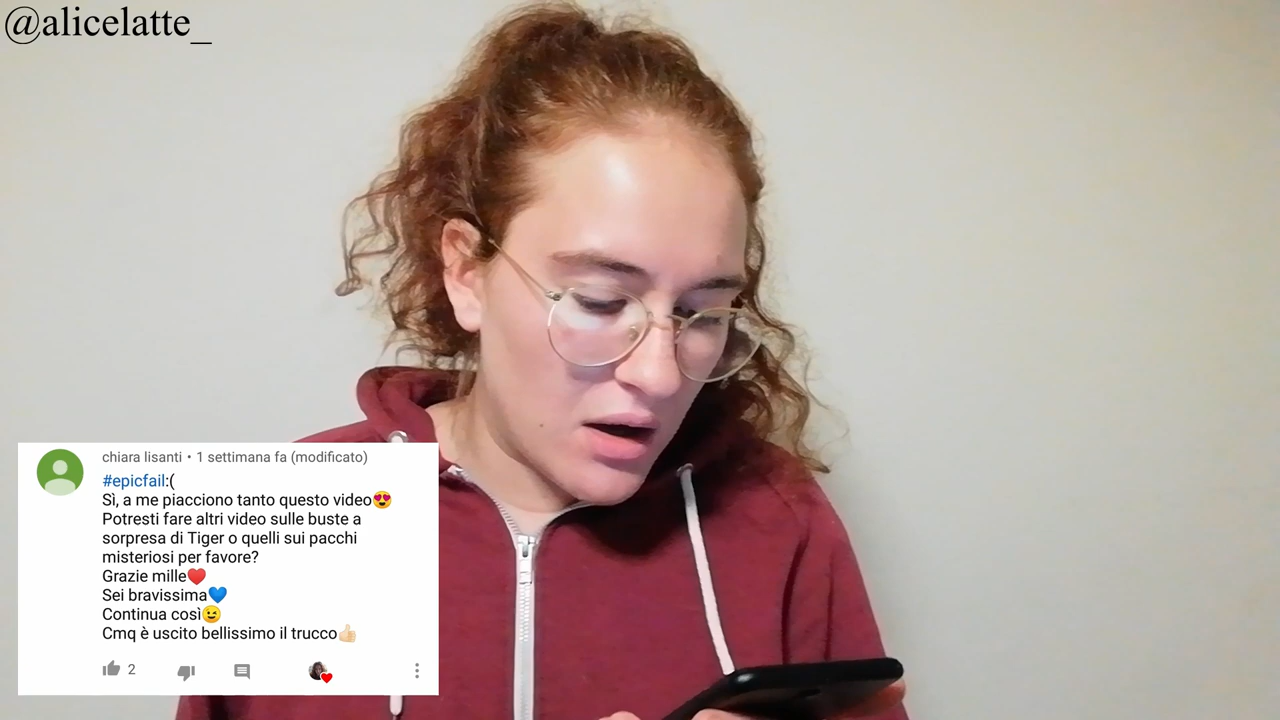 @alicelatte_
chiara lisanti • 1 settimana fa (modificato)
#epicfail:(
Sì, a me piacciono tanto questo video😍
Potresti fare altri video sulle buste a
sorpresa di Tiger o quelli sui pacchi
misteriosi per favore?
Grazie mille❤️
Sei bravissima💙
Continua così😉
Cmq è uscito bellissimo il trucco👍🏻
2